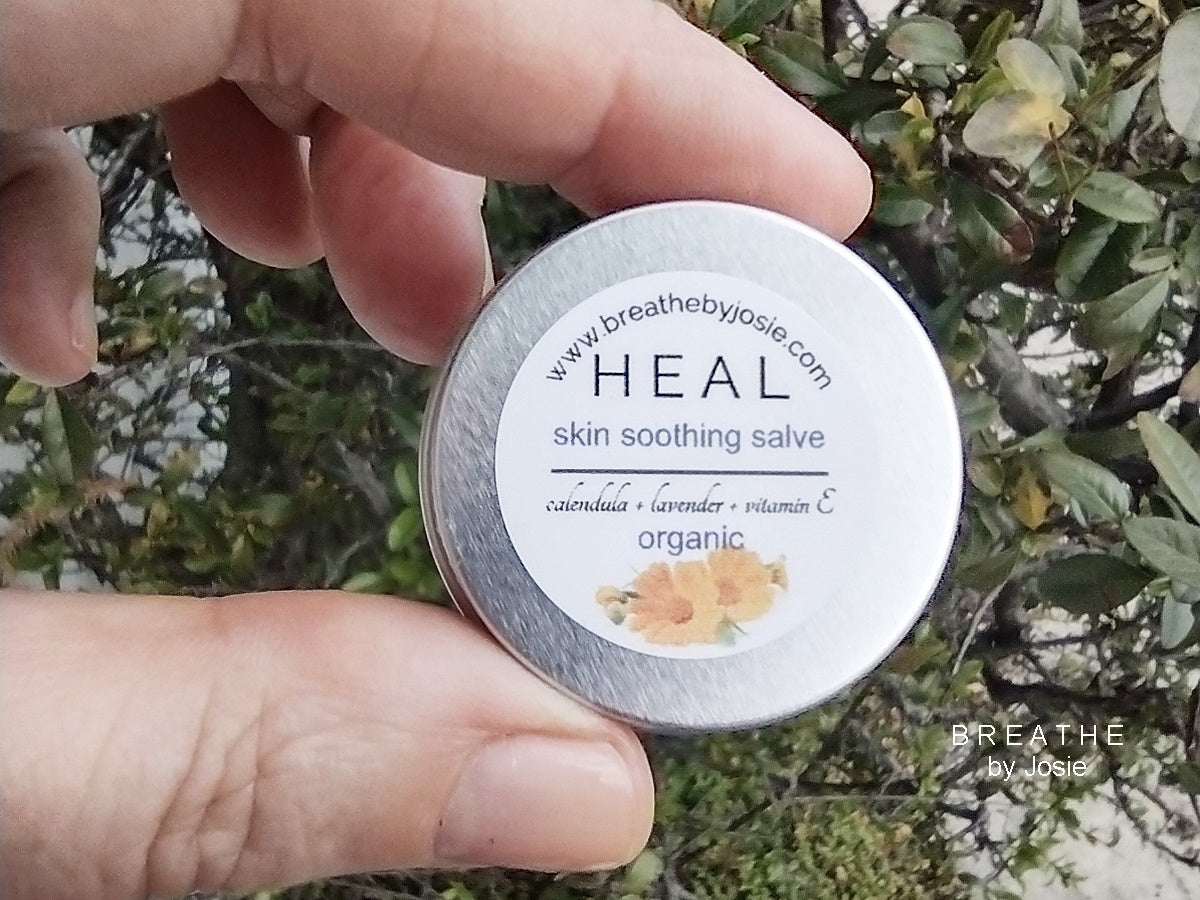 www.breathebyjosie.com
HEAL
skin soothing salve
calendula + lavender + vitamin E
organic
BREATHE
by Josie